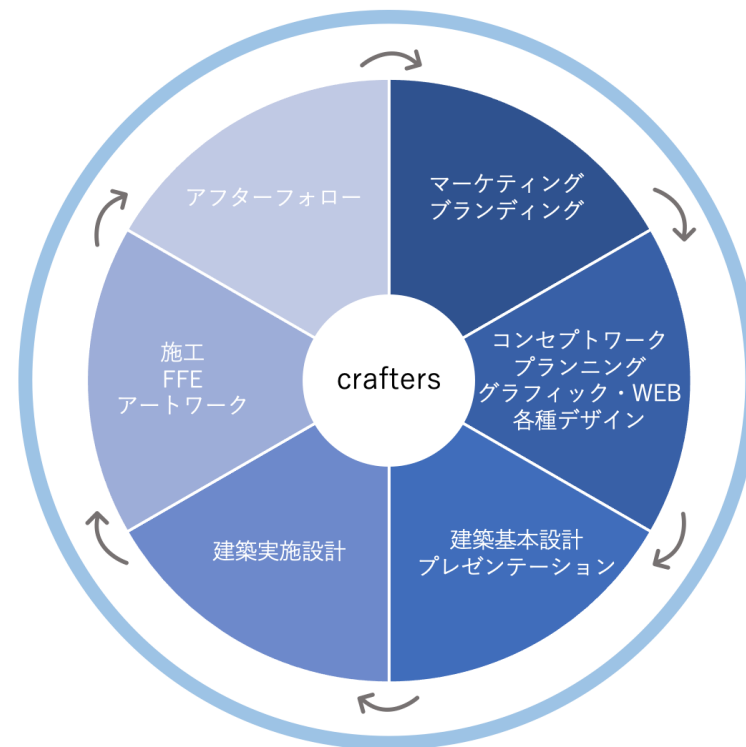 マーケティング
ブランディング
コンセプトワーク
プランニング
グラフィック・WEB
各種デザイン
建築基本設計
プレゼンテーション
建築実施設計
施工
FFE
アートワーク
アフターフォロー
crafters